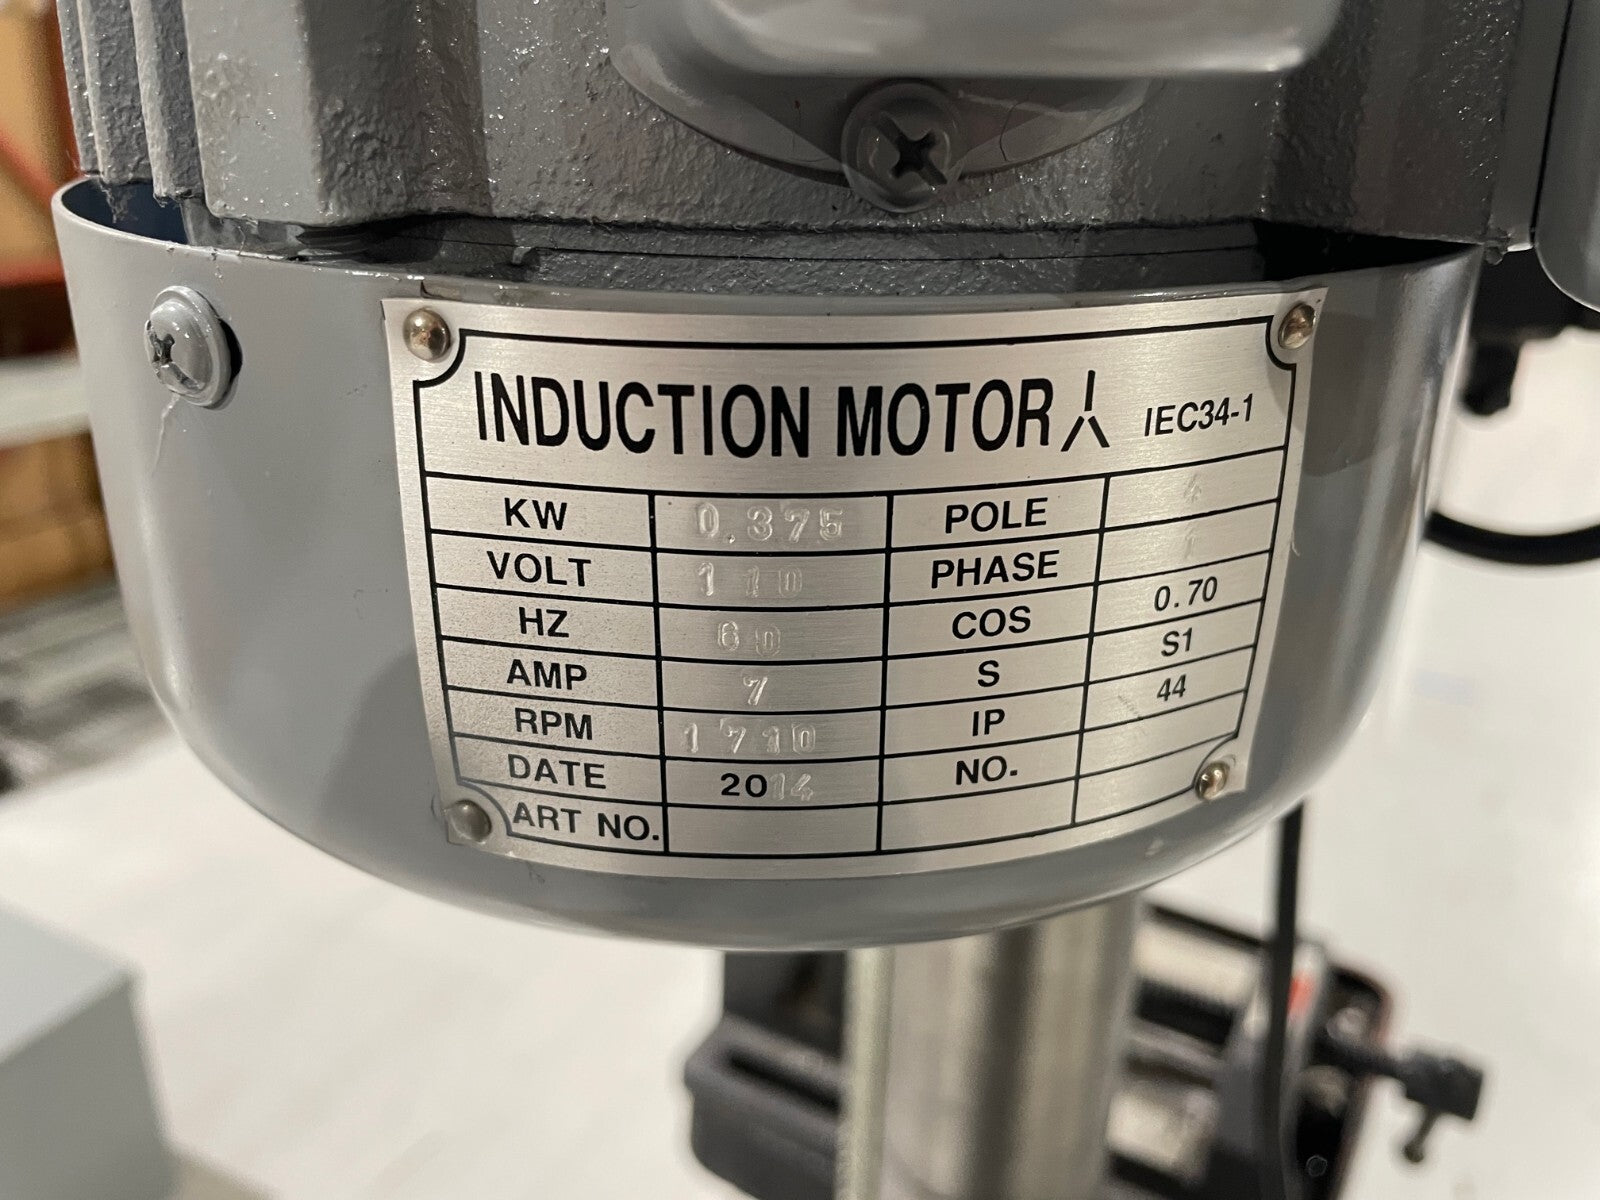 INDUCTION MOTOR IEC34-1
KW 0.375 POLE 4
VOLT 110 PHASE 1
HZ 60 COS 0.70
AMP 7 S S1
RPM 1710 IP 44
DATE 2014 NO.
ART NO.